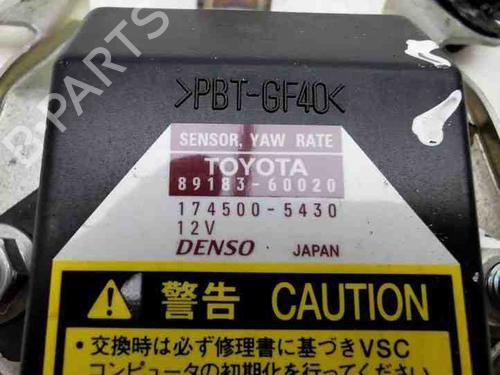 >PBT-GF40<
SENSOR, YAW RATE
TOYOTA
89183-60020
174500-5430
12V
DENSO JAPAN
警告 CAUTION
・交換時は必ず修理書に基づきVSC
コンピュータの初期化を行ってください
B-PARTS